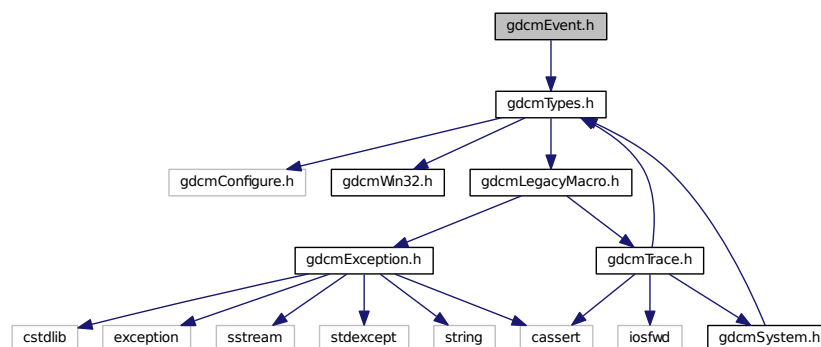 gdcmEvent.h
gdcmTypes.h
gdcmConfigure.h
gdcmWin32.h
gdcmLegacyMacro.h
gdcmException.h
gdcmTrace.h
cstdlib
exception
sstream
stdexcept
string
cassert
iosfwd
gdcmSystem.h